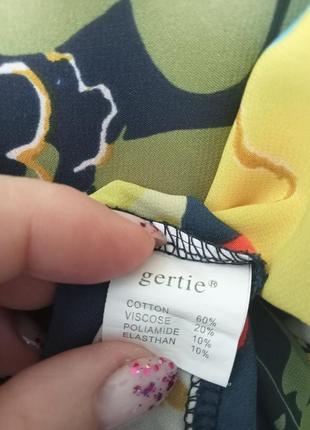 gertie®
COTTON 60%
VISCOSE 20%
POLIAMIDE 10%
ELASTHAN 10%